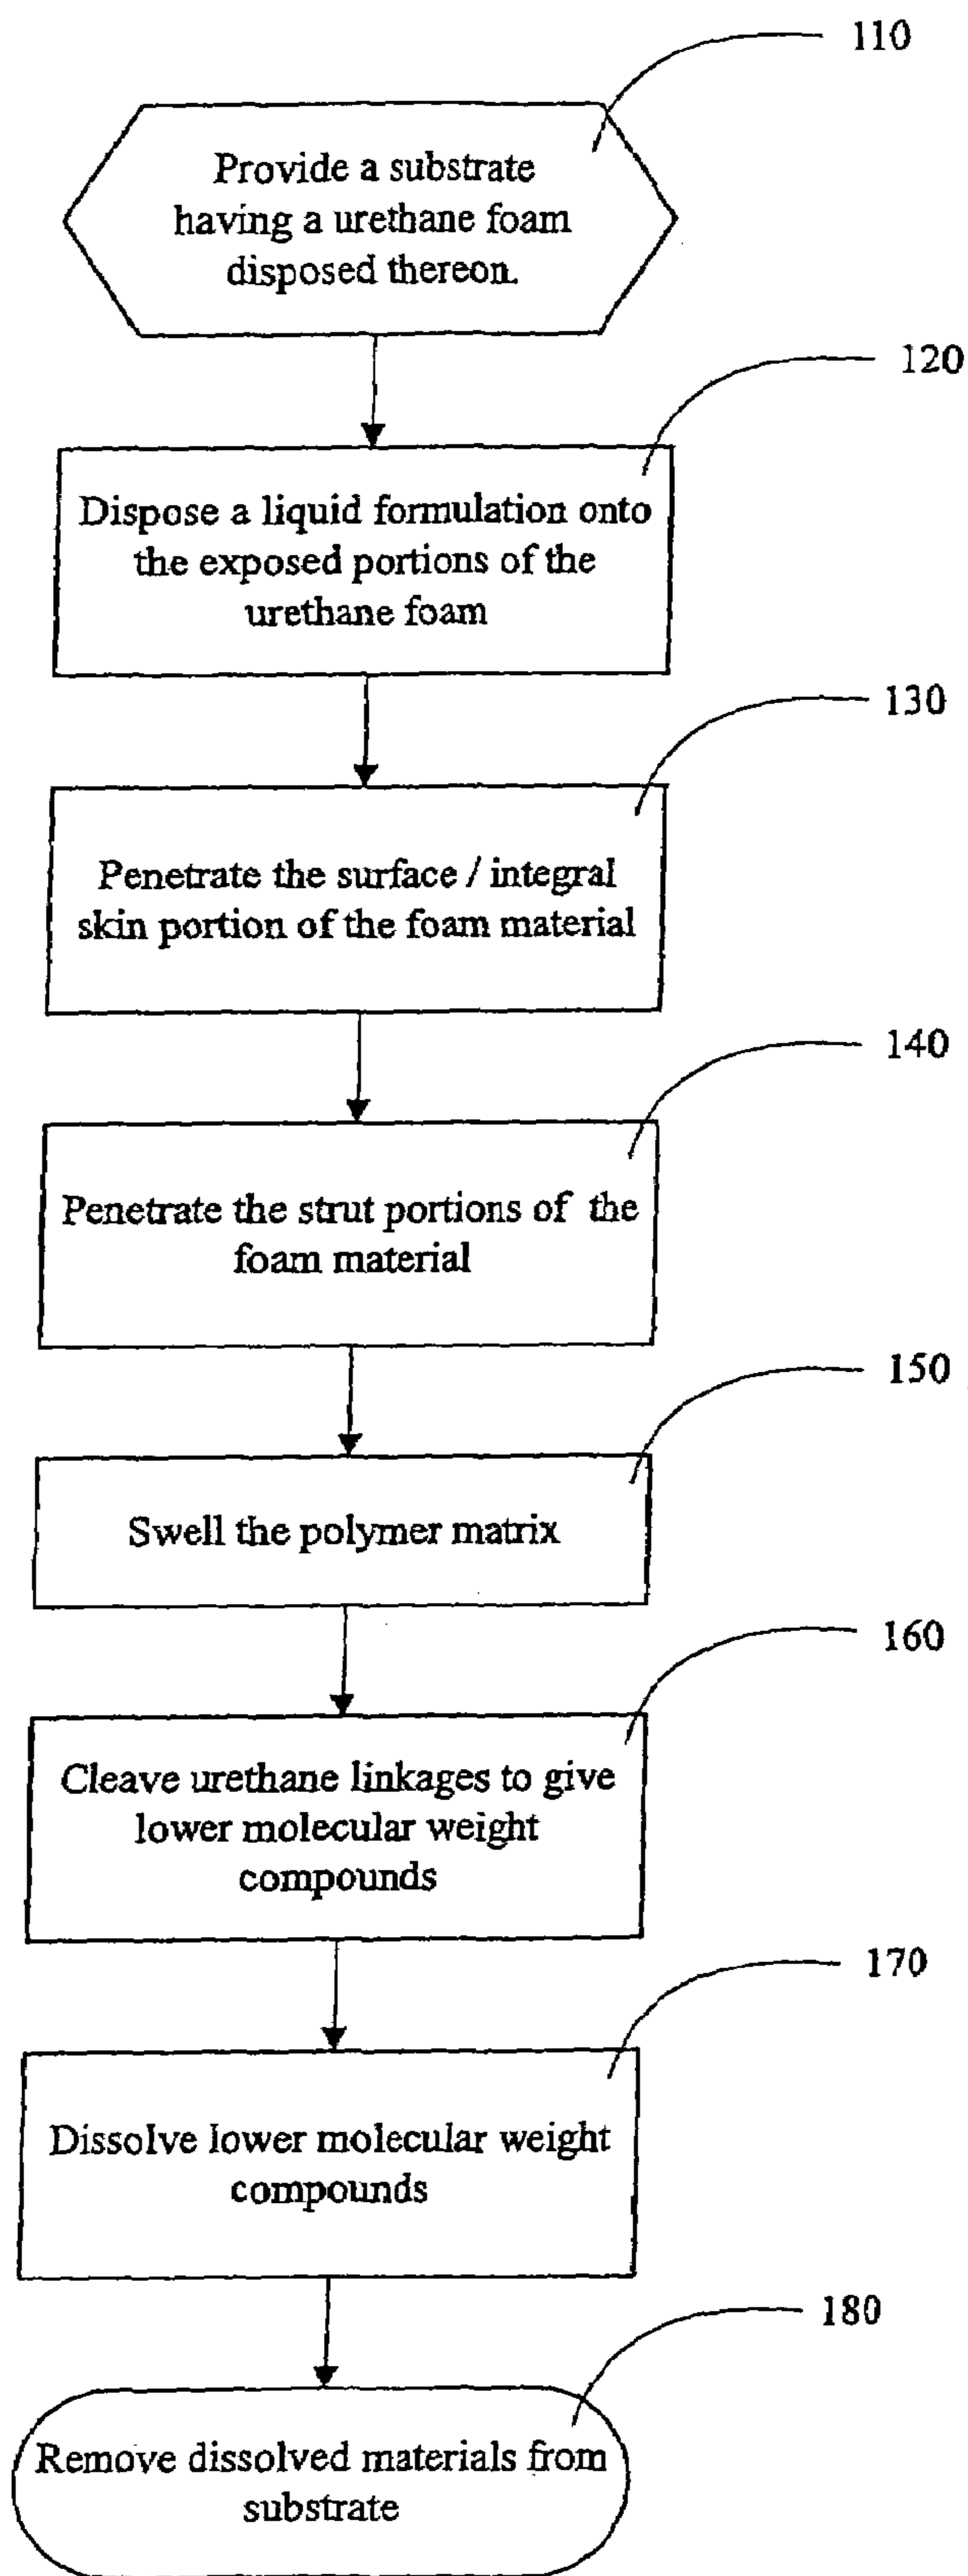 110
Provide a substrate
having a urethane foam
disposed thereon.
120
Dispose a liquid formulation onto
the exposed portions of the
urethane foam
130
Penetrate the surface / integral
skin portion of the foam material
140
Penetrate the strut portions of the
foam material
150
Swell the polymer matrix
160
Cleave urethane linkages to give
lower molecular weight
compounds
170
Dissolve lower molecular weight
compounds
180
Remove dissolved materials from
substrate